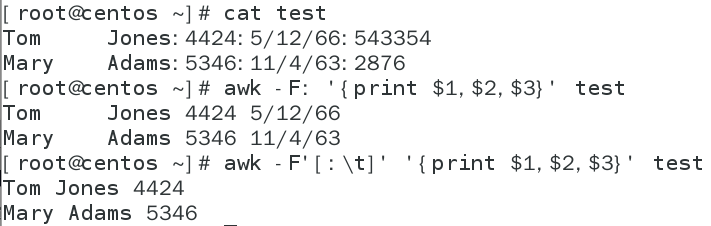 [root@centos ~]# cat test
Tom	Jones:4424:5/12/66:543354
Mary	Adams:5346:11/4/63:2876
[root@centos ~]# awk -F: '{print $1,$2,$3}' test
Tom	Jones 4424 5/12/66
Mary	Adams 5346 11/4/63
[root@centos ~]# awk -F'[:\t]' '{print $1,$2,$3}' test
Tom Jones 4424
Mary Adams 5346